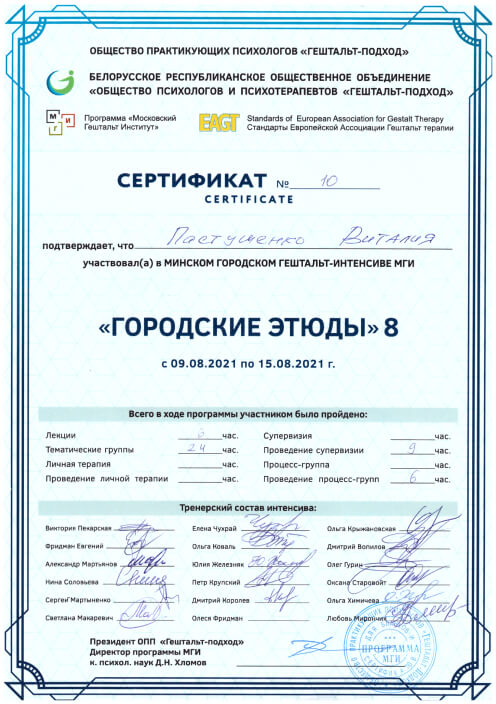 ОБЩЕСТВО ПРАКТИКУЮЩИХ ПСИХОЛОГОВ «ГЕШТАЛЬТ-ПОДХОД»
БЕЛОРУССКОЕ РЕСПУБЛИКАНСКОЕ ОБЩЕСТВЕННОЕ ОБЪЕДИНЕНИЕ
«ОБЩЕСТВО ПСИХОЛОГОВ И ПСИХОТЕРАПЕВТОВ «ГЕШТАЛЬТ-ПОДХОД»
М Г И
Программа «Московский
Гештальт Институт»
EAGT
Standards of European Association for Gestalt Therapy
Стандарты Европейской Ассоциации Гештальт терапии
СЕРТИФИКАТ № 10
CERTIFICATE
подтверждает, что Пастушенко Виталия
участвовал(а) в МИНСКОМ ГОРОДСКОМ ГЕШТАЛЬТ-ИНТЕНСИВЕ МГИ
«ГОРОДСКИЕ ЭТЮДЫ» 8
с 09.08.2021 по 15.08.2021 г.
Всего в ходе программы участником было пройдено:
Лекции 6 час. Супервизия час.
Тематические группы 24 час. Проведение супервизии 9 час.
Личная терапия час. Процесс-группа час.
Проведение личной терапии час. Проведение процесс-групп 6 час.
Тренерский состав интенсива:
Виктория Пекарская Елена Чухрай Ольга Крыжановская
Фридман Евгений Ольга Коваль Дмитрий Вопилов
Александр Мартьянов Юлия Железняк Олег Гурин
Нина Соловьева Петр Крупский Оксана Старовойт
Сергей Мартыненко Дмитрий Королев Ольга Химичева
Светлана Макаревич Олеся Фридман Любовь Мирончик
Президент ОПП «Гештальт-подход»
Директор программы МГИ
к. психол. наук Д.Н. Хломов
ПРОГРАММА
МГИ